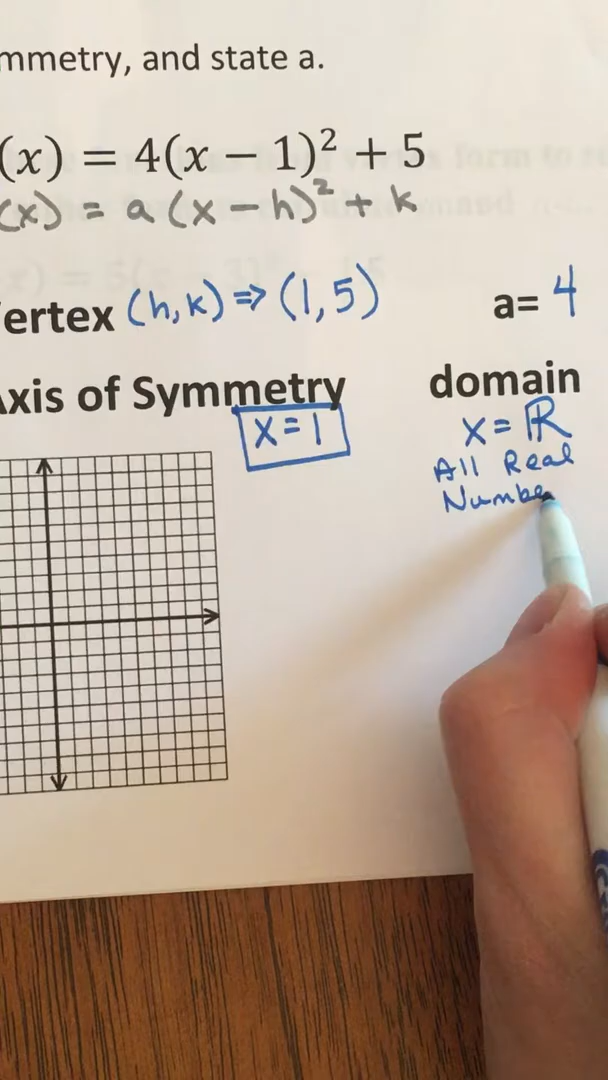 mmetry, and state a.
(x) = 4(x − 1)² + 5
(x) = a (x − h)² + k
ertex (h,k) ⇒ (1,5) a= 4
Axis of Symmetry domain
x = 1 x = ℝ
All Real
Numbe